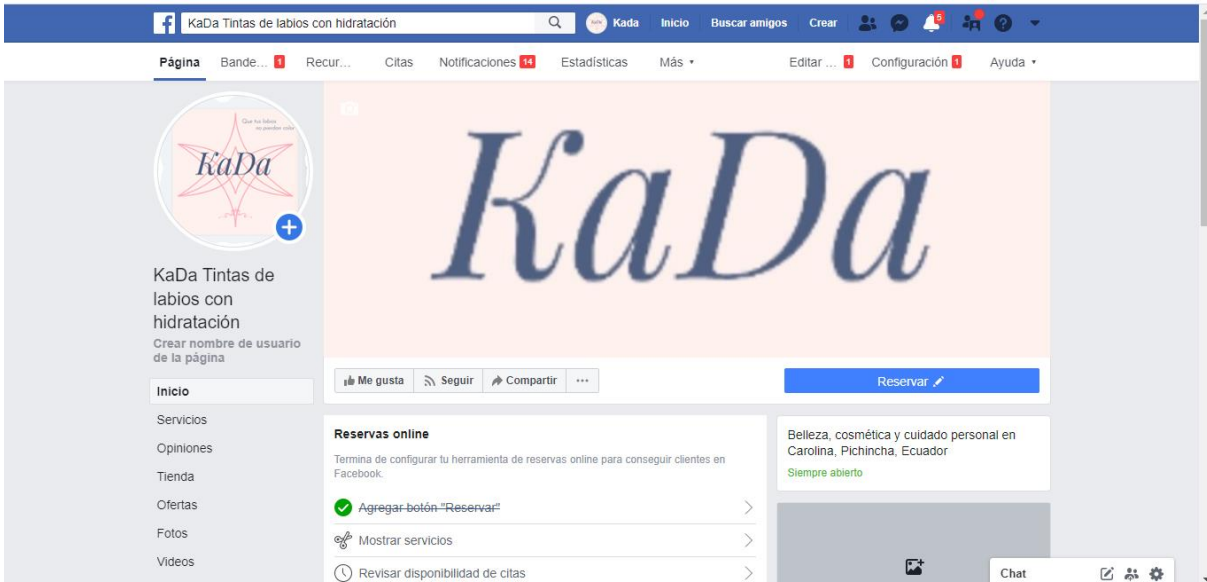 KaDa Tintas de labios con hidratación
Kada
Inicio
Buscar amigos
Crear
5
Página
Bande... 1
Recur...
Citas
Notificaciones 14
Estadísticas
Más
Editar ... 1
Configuración 1
Ayuda
Que tus labios
no pierdan color
KaDa
KaDa
KaDa Tintas de
labios con
hidratación
Crear nombre de usuario
de la página
Inicio
Servicios
Opiniones
Tienda
Ofertas
Fotos
Videos
Me gusta
Seguir
Compartir
...
Reservar
Reservas online
Termina de configurar tu herramienta de reservas online para conseguir clientes en
Facebook.
Agregar botón "Reservar"
Mostrar servicios
Revisar disponibilidad de citas
Belleza, cosmética y cuidado personal en
Carolina, Pichincha, Ecuador
Siempre abierto
Chat